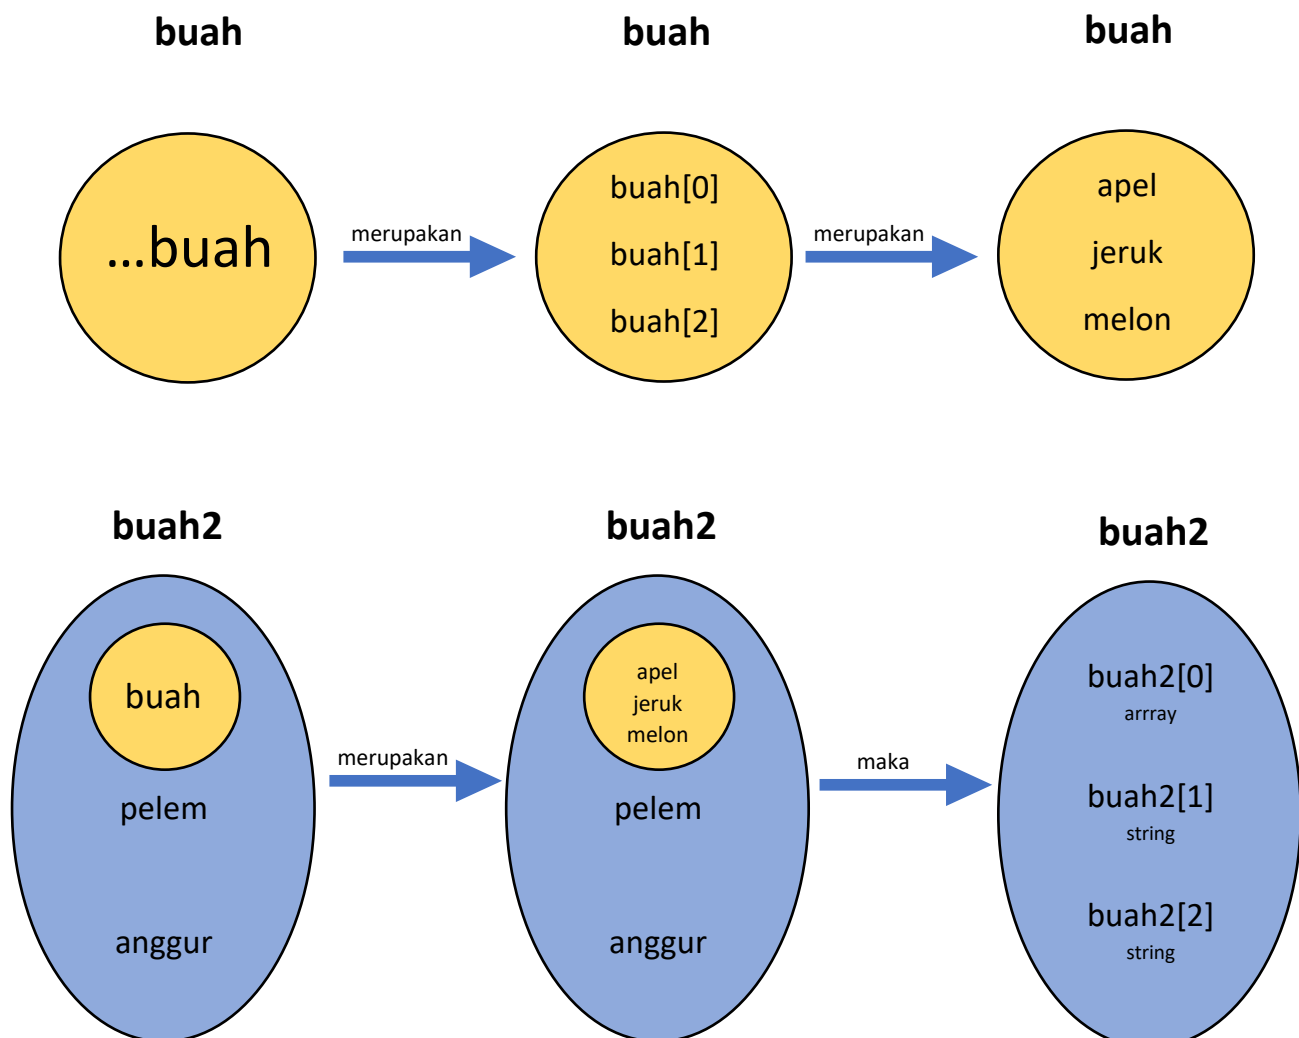 buah
buah
buah
...buah
merupakan
buah[0]
buah[1]
buah[2]
merupakan
apel
jeruk
melon
buah2
buah2
buah2
buah
pelem
anggur
merupakan
apel
jeruk
melon
pelem
anggur
maka
buah2[0]
arrray
buah2[1]
string
buah2[2]
string